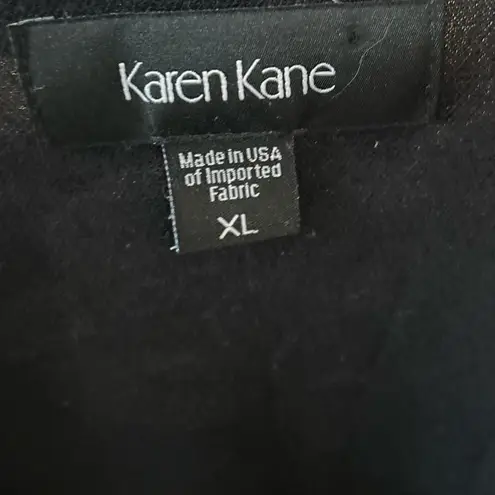 Karen Kane
Made in USA
of Imported
Fabric
XL